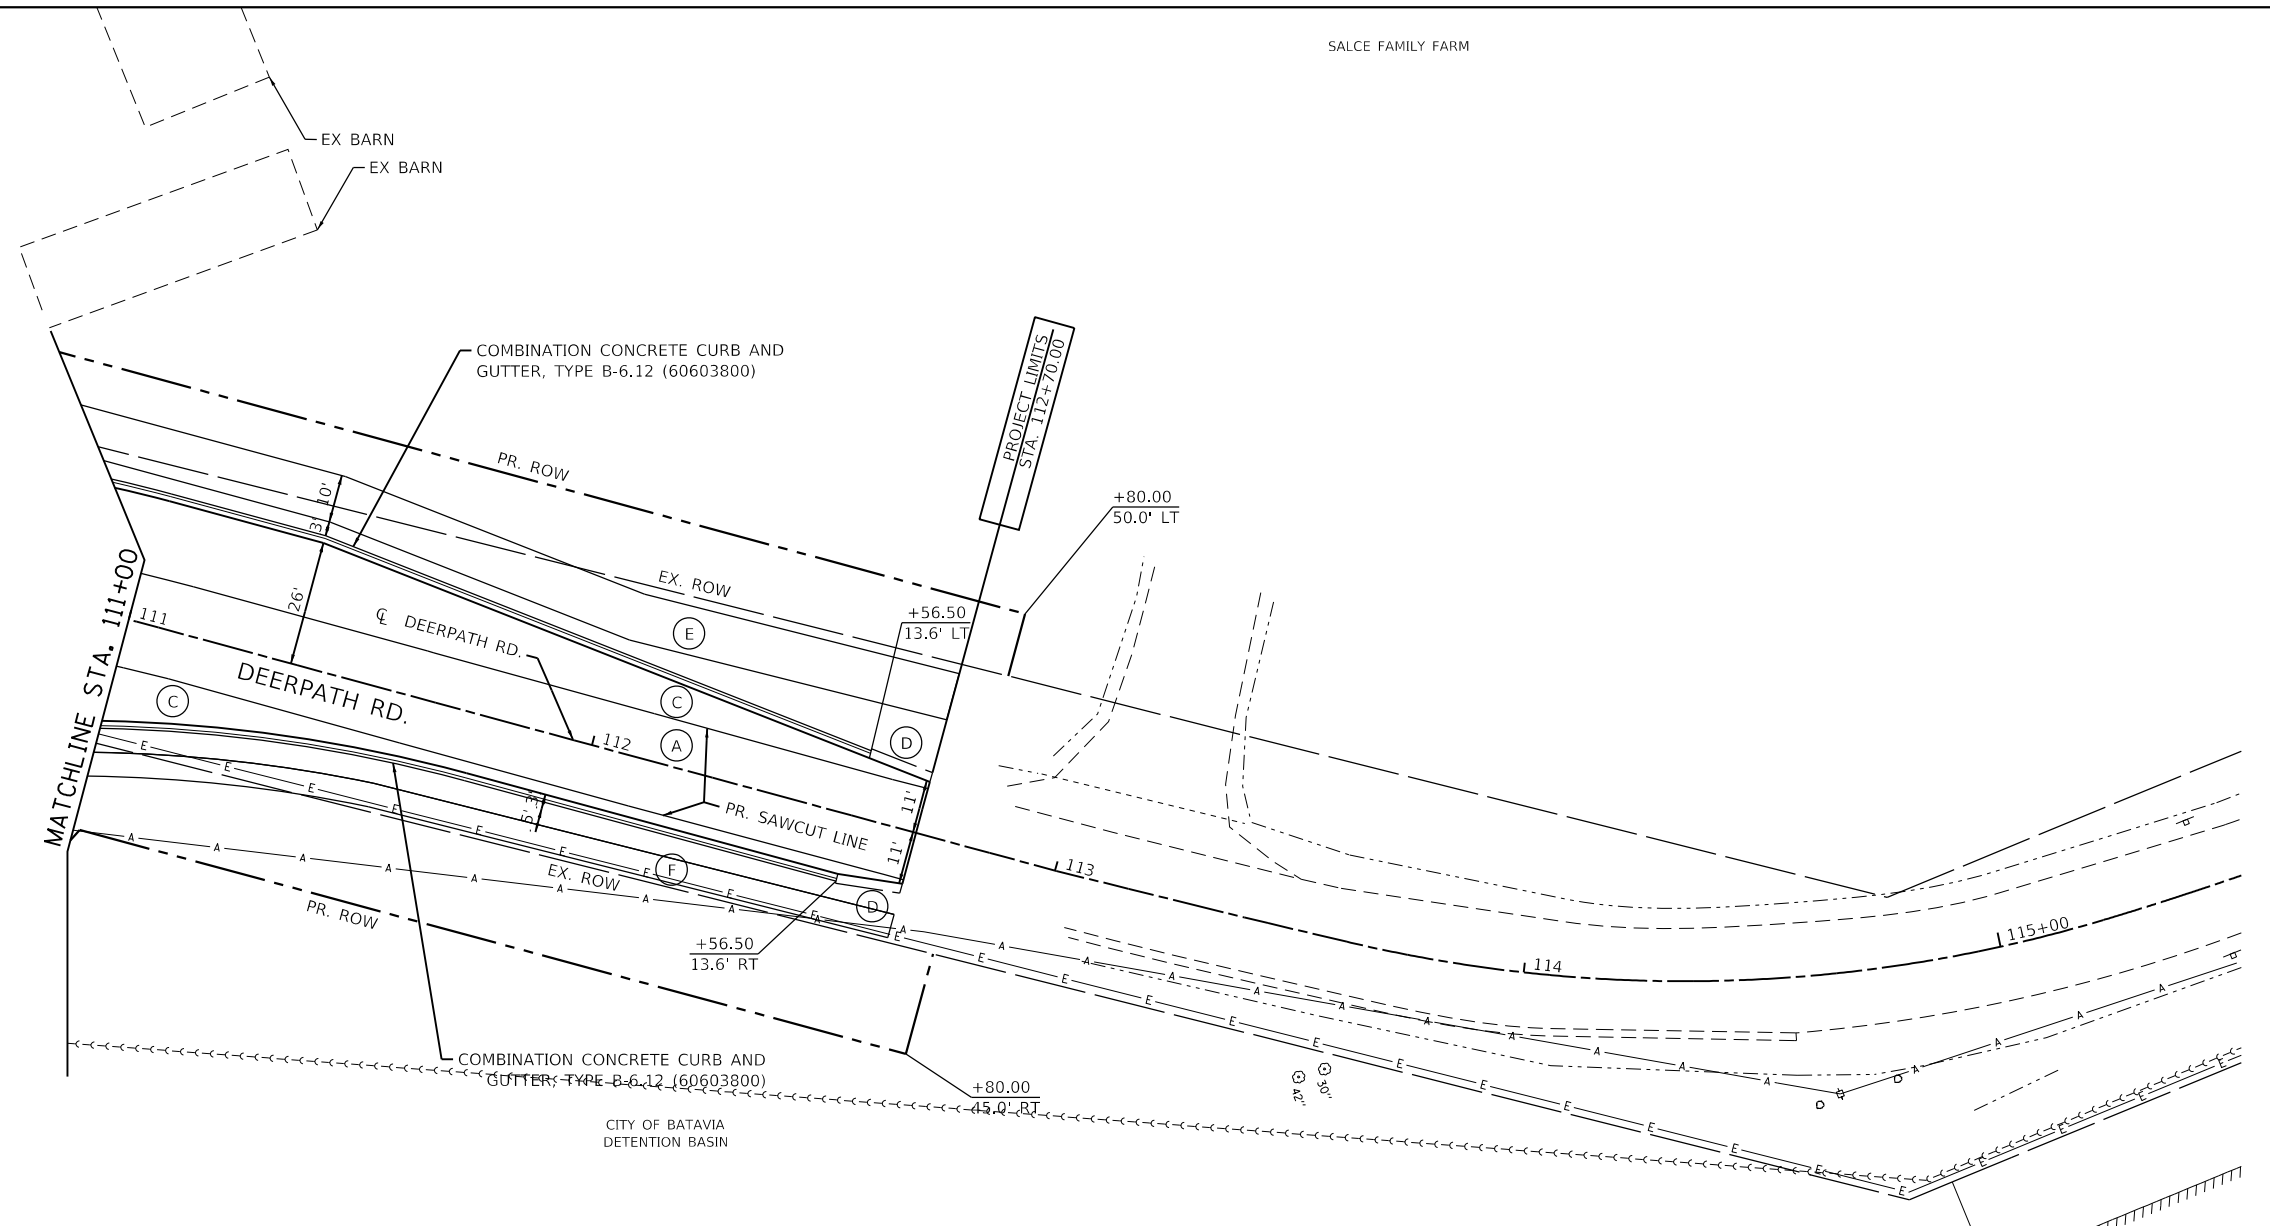 SALCE FAMILY FARM
EX BARN
EX BARN
COMBINATION CONCRETE CURB AND
GUTTER, TYPE B-6.12 (60603800)
PROJECT LIMITS
STA. 112+70.00
PR. ROW
+80.00
50.0' LT
10'
3'
EX. ROW
26'
+56.50
13.6' LT
MATCHLINE STA. 111+00
111
℄ DEERPATH RD.
E
DEERPATH RD.
C
C
A
D
112
11'
11'
3'
5'
PR. SAWCUT LINE
EX. ROW
F
D
PR. ROW
+56.50
13.6' RT
113
114
115+00
COMBINATION CONCRETE CURB AND
GUTTER, TYPE B-6.12 (60603800)
+80.00
45.0' RT
42"
30"
CITY OF BATAVIA
DETENTION BASIN